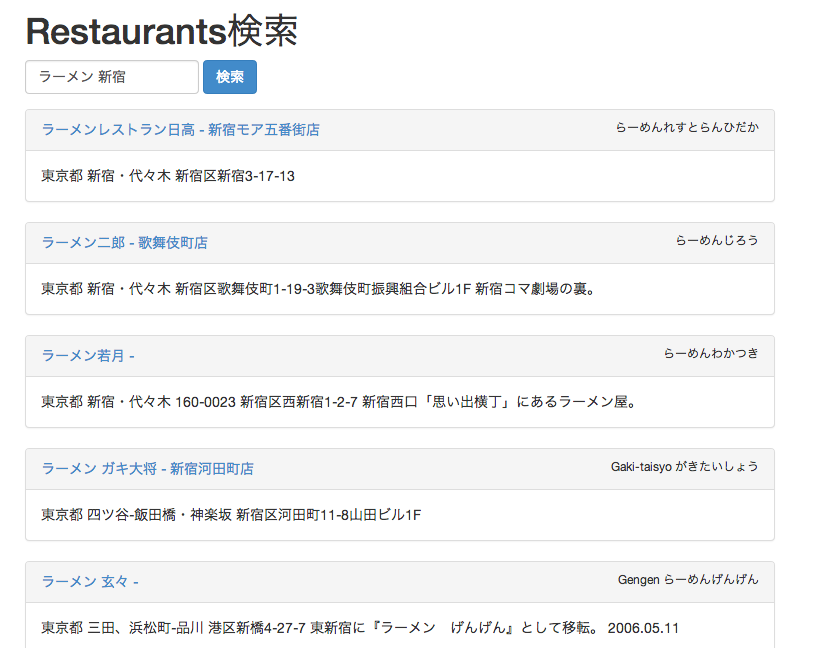 Restaurants検索
ラーメン 新宿 検索
ラーメンレストラン日高 - 新宿モア五番街店 らーめんれすとらんひだか
東京都 新宿・代々木 新宿区新宿3-17-13
ラーメン二郎 - 歌舞伎町店 らーめんじろう
東京都 新宿・代々木 新宿区歌舞伎町1-19-3歌舞伎町振興組合ビル1F 新宿コマ劇場の裏。
ラーメン若月 - らーめんわかつき
東京都 新宿・代々木 160-0023 新宿区西新宿1-2-7 新宿西口「思い出横丁」にあるラーメン屋。
ラーメン ガキ大将 - 新宿河田町店 Gaki-taisyo がきたいしょう
東京都 四ツ谷-飯田橋・神楽坂 新宿区河田町11-8山田ビル1F
ラーメン 玄々 - Gengen らーめんげんげん
東京都 三田、浜松町-品川 港区新橋4-27-7 東新宿に『ラーメン　げんげん』として移転。 2006.05.11